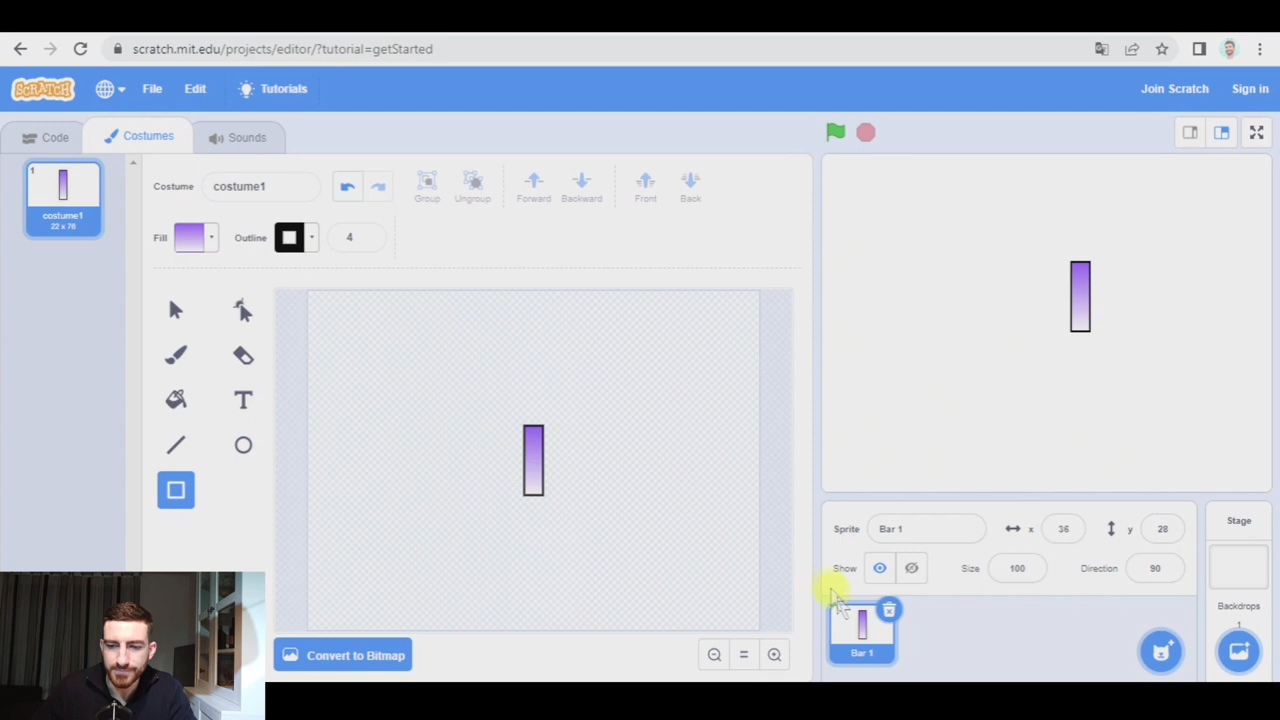 scratch.mit.edu/projects/editor/?tutorial=getStarted
SCRATCH File Edit Tutorials Join Scratch Sign in
Code Costumes Sounds
1
costume1
22 x 76
Costume costume1 Group Ungroup Forward Backward Front Back
Fill Outline 4
Convert to Bitmap
Sprite Bar 1 x 36 y 28
Show Size 100 Direction 90
Bar 1
Stage
Backdrops
1